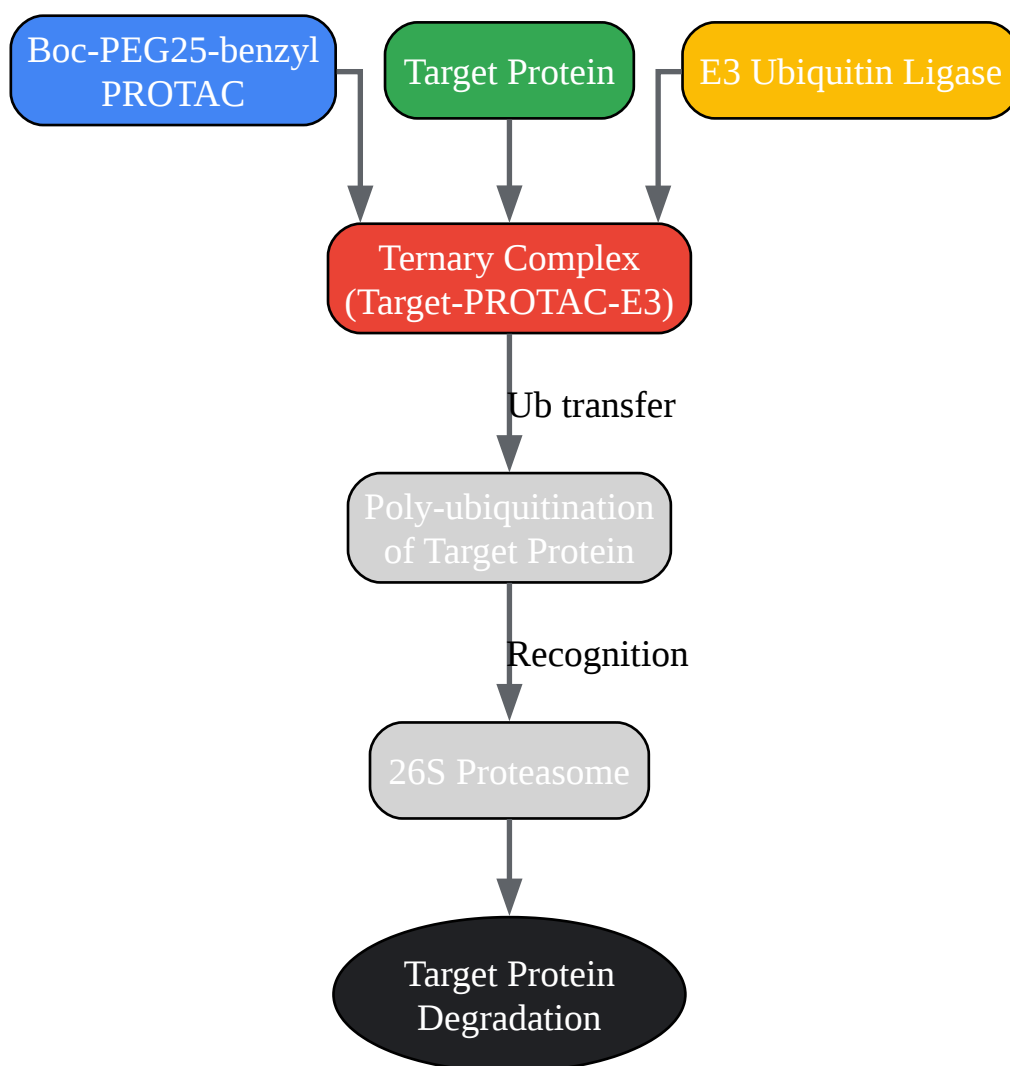 Boc-PEG25-benzyl
PROTAC
Target Protein
E3 Ubiquitin Ligase
Ternary Complex
(Target-PROTAC-E3)
Ub transfer
Poly-ubiquitination
of Target Protein
Recognition
26S Proteasome
Target Protein
Degradation